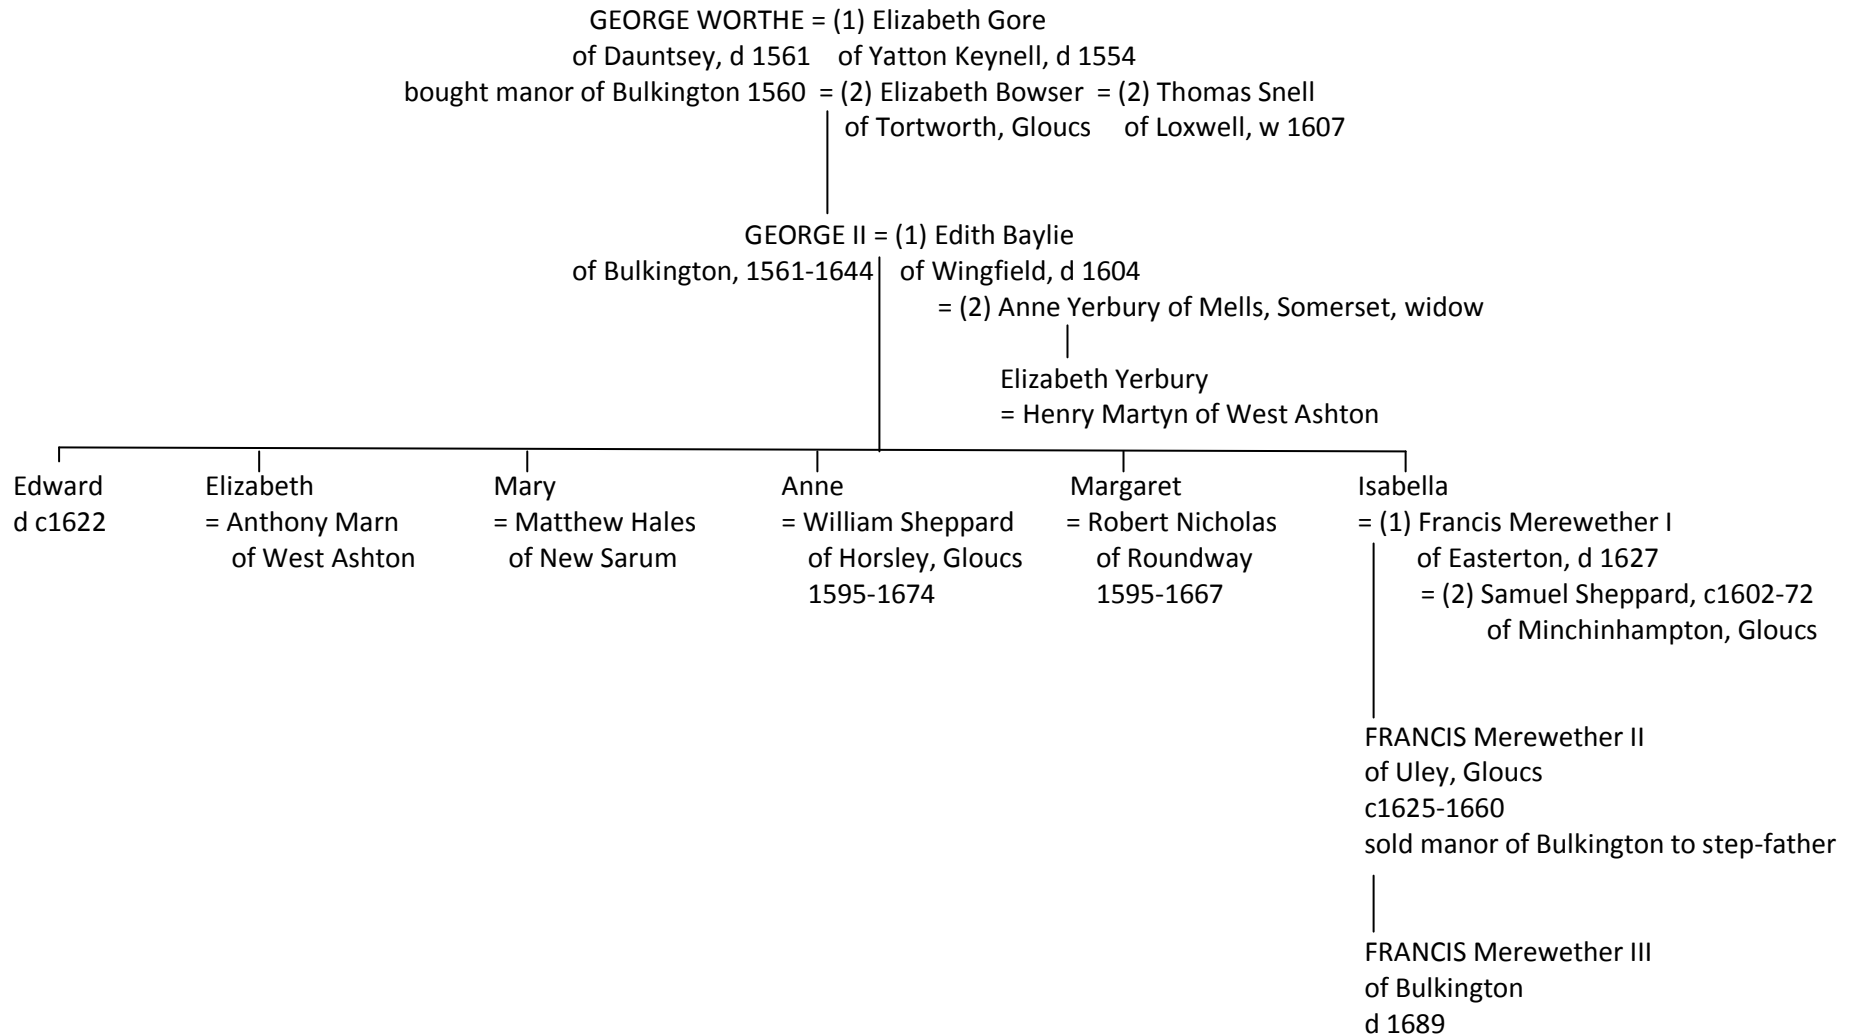 GEORGE WORTHE = (1) Elizabeth Gore
of Dauntsey, d 1561 of Yatton Keynell, d 1554
bought manor of Bulkington 1560 = (2) Elizabeth Bowser = (2) Thomas Snell
of Tortworth, Gloucs of Loxwell, w 1607
GEORGE II = (1) Edith Baylie
of Bulkington, 1561-1644 of Wingfield, d 1604
= (2) Anne Yerbury of Mells, Somerset, widow
Elizabeth Yerbury
= Henry Martyn of West Ashton
Edward
d c1622
Elizabeth
= Anthony Marn
of West Ashton
Mary
= Matthew Hales
of New Sarum
Anne
= William Sheppard
of Horsley, Gloucs
1595-1674
Margaret
= Robert Nicholas
of Roundway
1595-1667
Isabella
= (1) Francis Merewether I
of Easterton, d 1627
= (2) Samuel Sheppard, c1602-72
of Minchinhampton, Gloucs
FRANCIS Merewether II
of Uley, Gloucs
c1625-1660
sold manor of Bulkington to step-father
FRANCIS Merewether III
of Bulkington
d 1689